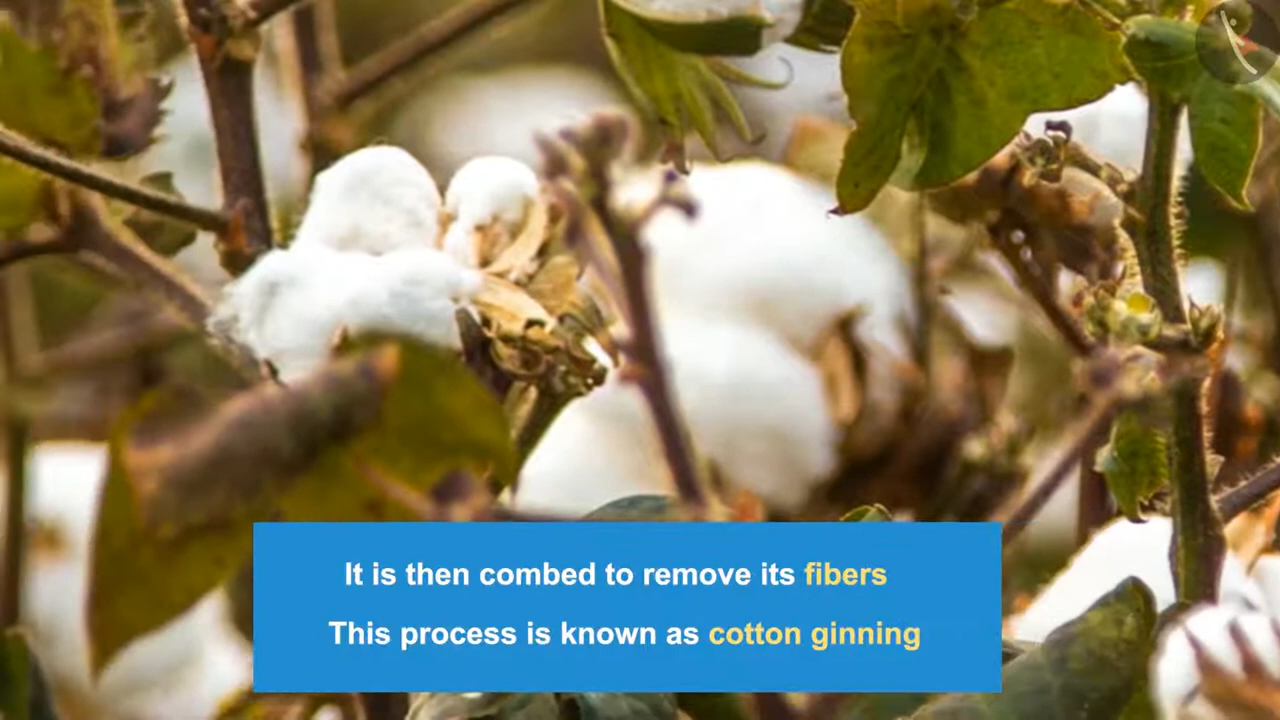 It is then combed to remove its fibers
This process is known as cotton ginning